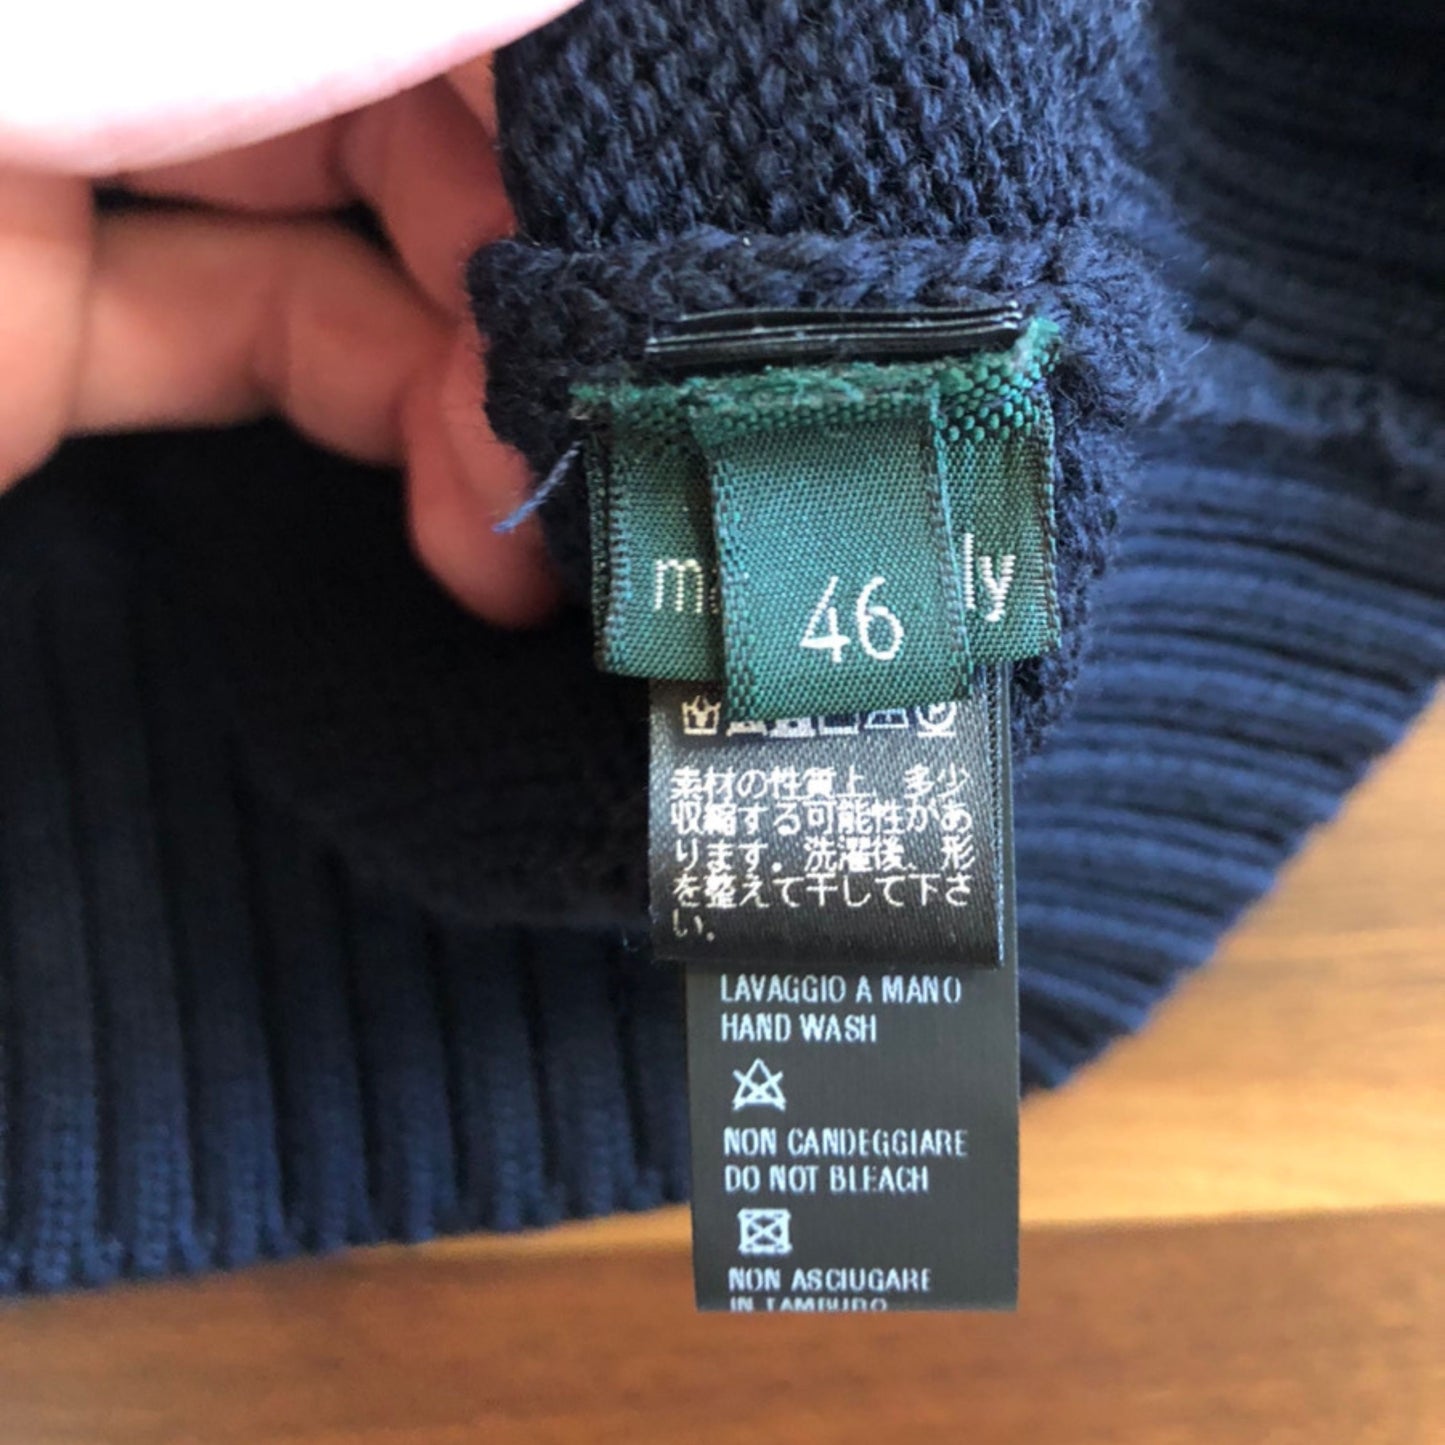 46
素材の性質上、多少
収縮する可能性があ
ります。洗濯後、形
を整えて干して下さ
い。
LAVAGGIO A MANO
HAND WASH
NON CANDEGGIARE
DO NOT BLEACH
NON ASCIUGARE
IN TAMBURO